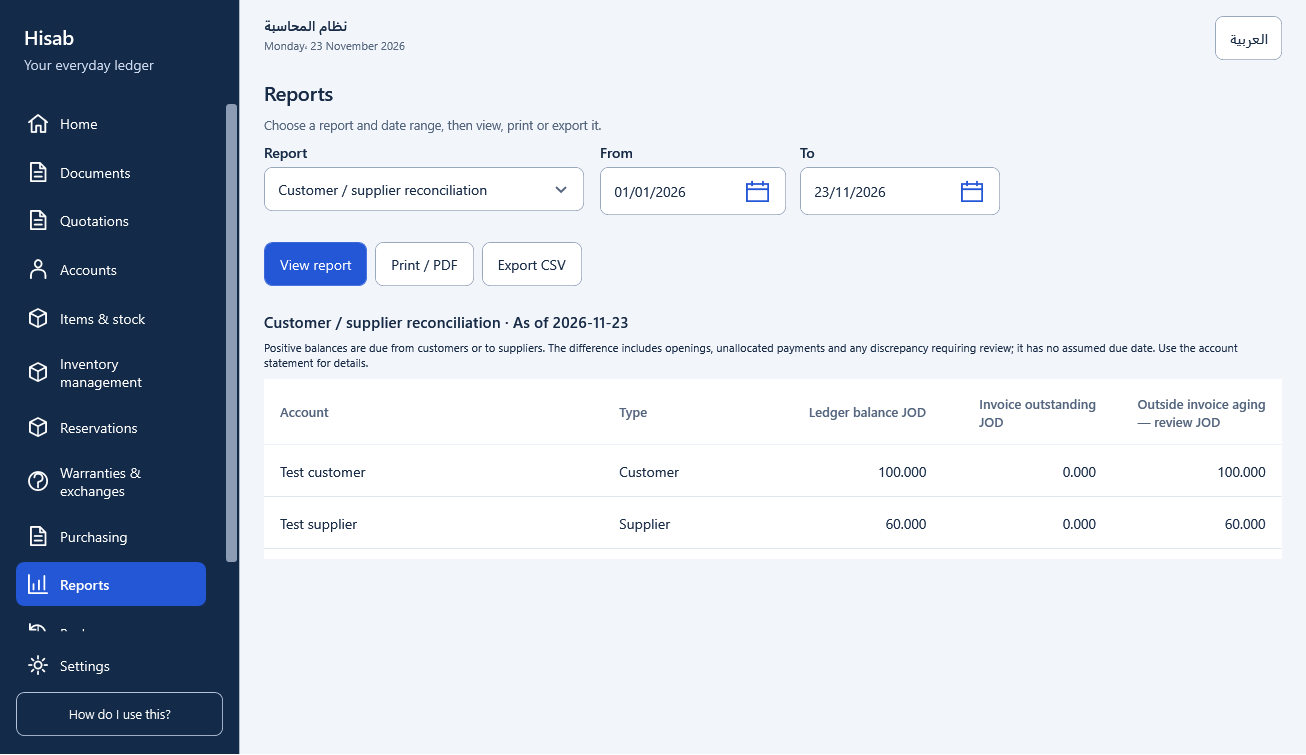 Hisab
Your everyday ledger
Home
Documents
Quotations
Accounts
Items & stock
Inventory
management
Reservations
Warranties &
exchanges
Purchasing
Reports
Settings
How do I use this?
نظام المحاسبة
Monday، 23 November 2026
العربية
Reports
Choose a report and date range, then view, print or export it.
Report
From
To
Customer / supplier reconciliation
01/01/2026
23/11/2026
View report
Print / PDF
Export CSV
Customer / supplier reconciliation · As of 2026-11-23
Positive balances are due from customers or to suppliers. The difference includes openings, unallocated payments and any discrepancy requiring review; it has no assumed due date. Use the account
statement for details.
Account Type Ledger balance JOD Invoice outstanding JOD Outside invoice aging — review JOD
Test customer Customer 100.000 0.000 100.000
Test supplier Supplier 60.000 0.000 60.000